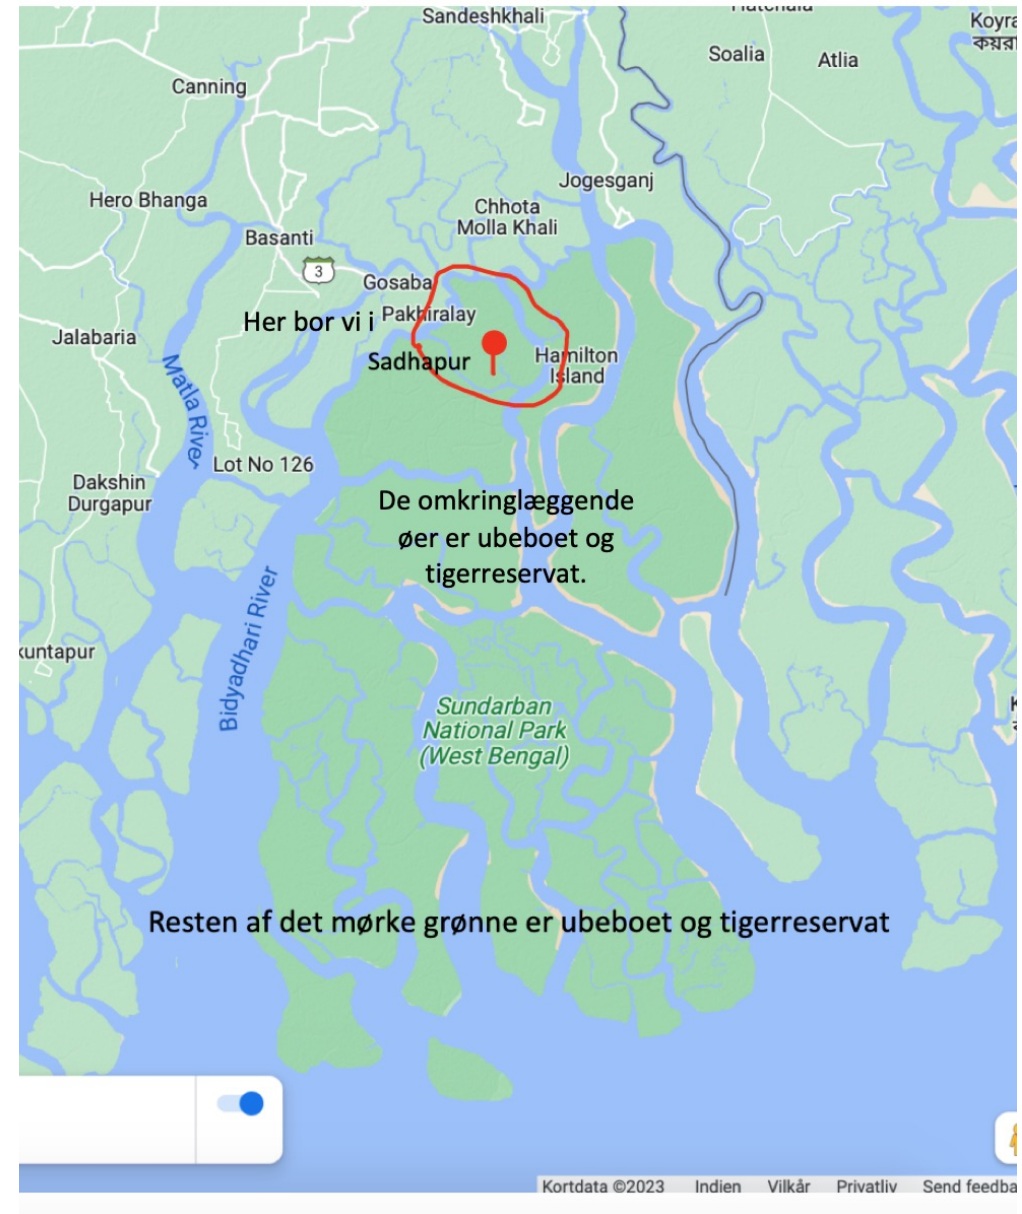 Sandeshkhali
Soalia
Atlia
Canning
Jogesganj
Hero Bhanga
Chhota
Molla Khali
Basanti
3
Gosaba
Her bor vi i
Pakhiralay
Jalabaria
Sadhapur
Hamilton
Island
Matla River
Lot No 126
Dakshin
Durgapur
De omkringlæggende
øer er ubeboet og
tigerreservat.
Bidyadhari River
kuntapur
Sundarban
National Park
(West Bengal)
Resten af det mørke grønne er ubeboet og tigerreservat
Kortdata ©2023 Indien Vilkår Privatliv Send feedba